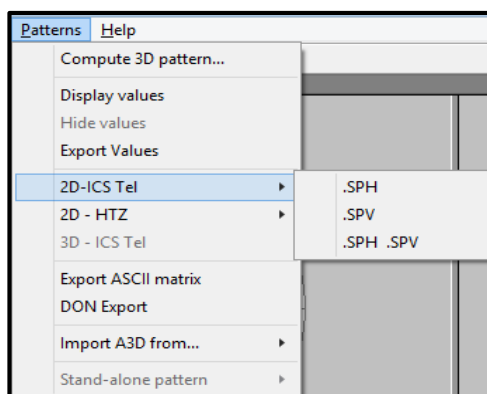 Patterns Help
Compute 3D pattern...
Display values
Hide values
Export Values
2D-ICS Tel
.SPH
2D - HTZ
.SPV
3D - ICS Tel
.SPH .SPV
Export ASCII matrix
DON Export
Import A3D from...
Stand-alone pattern